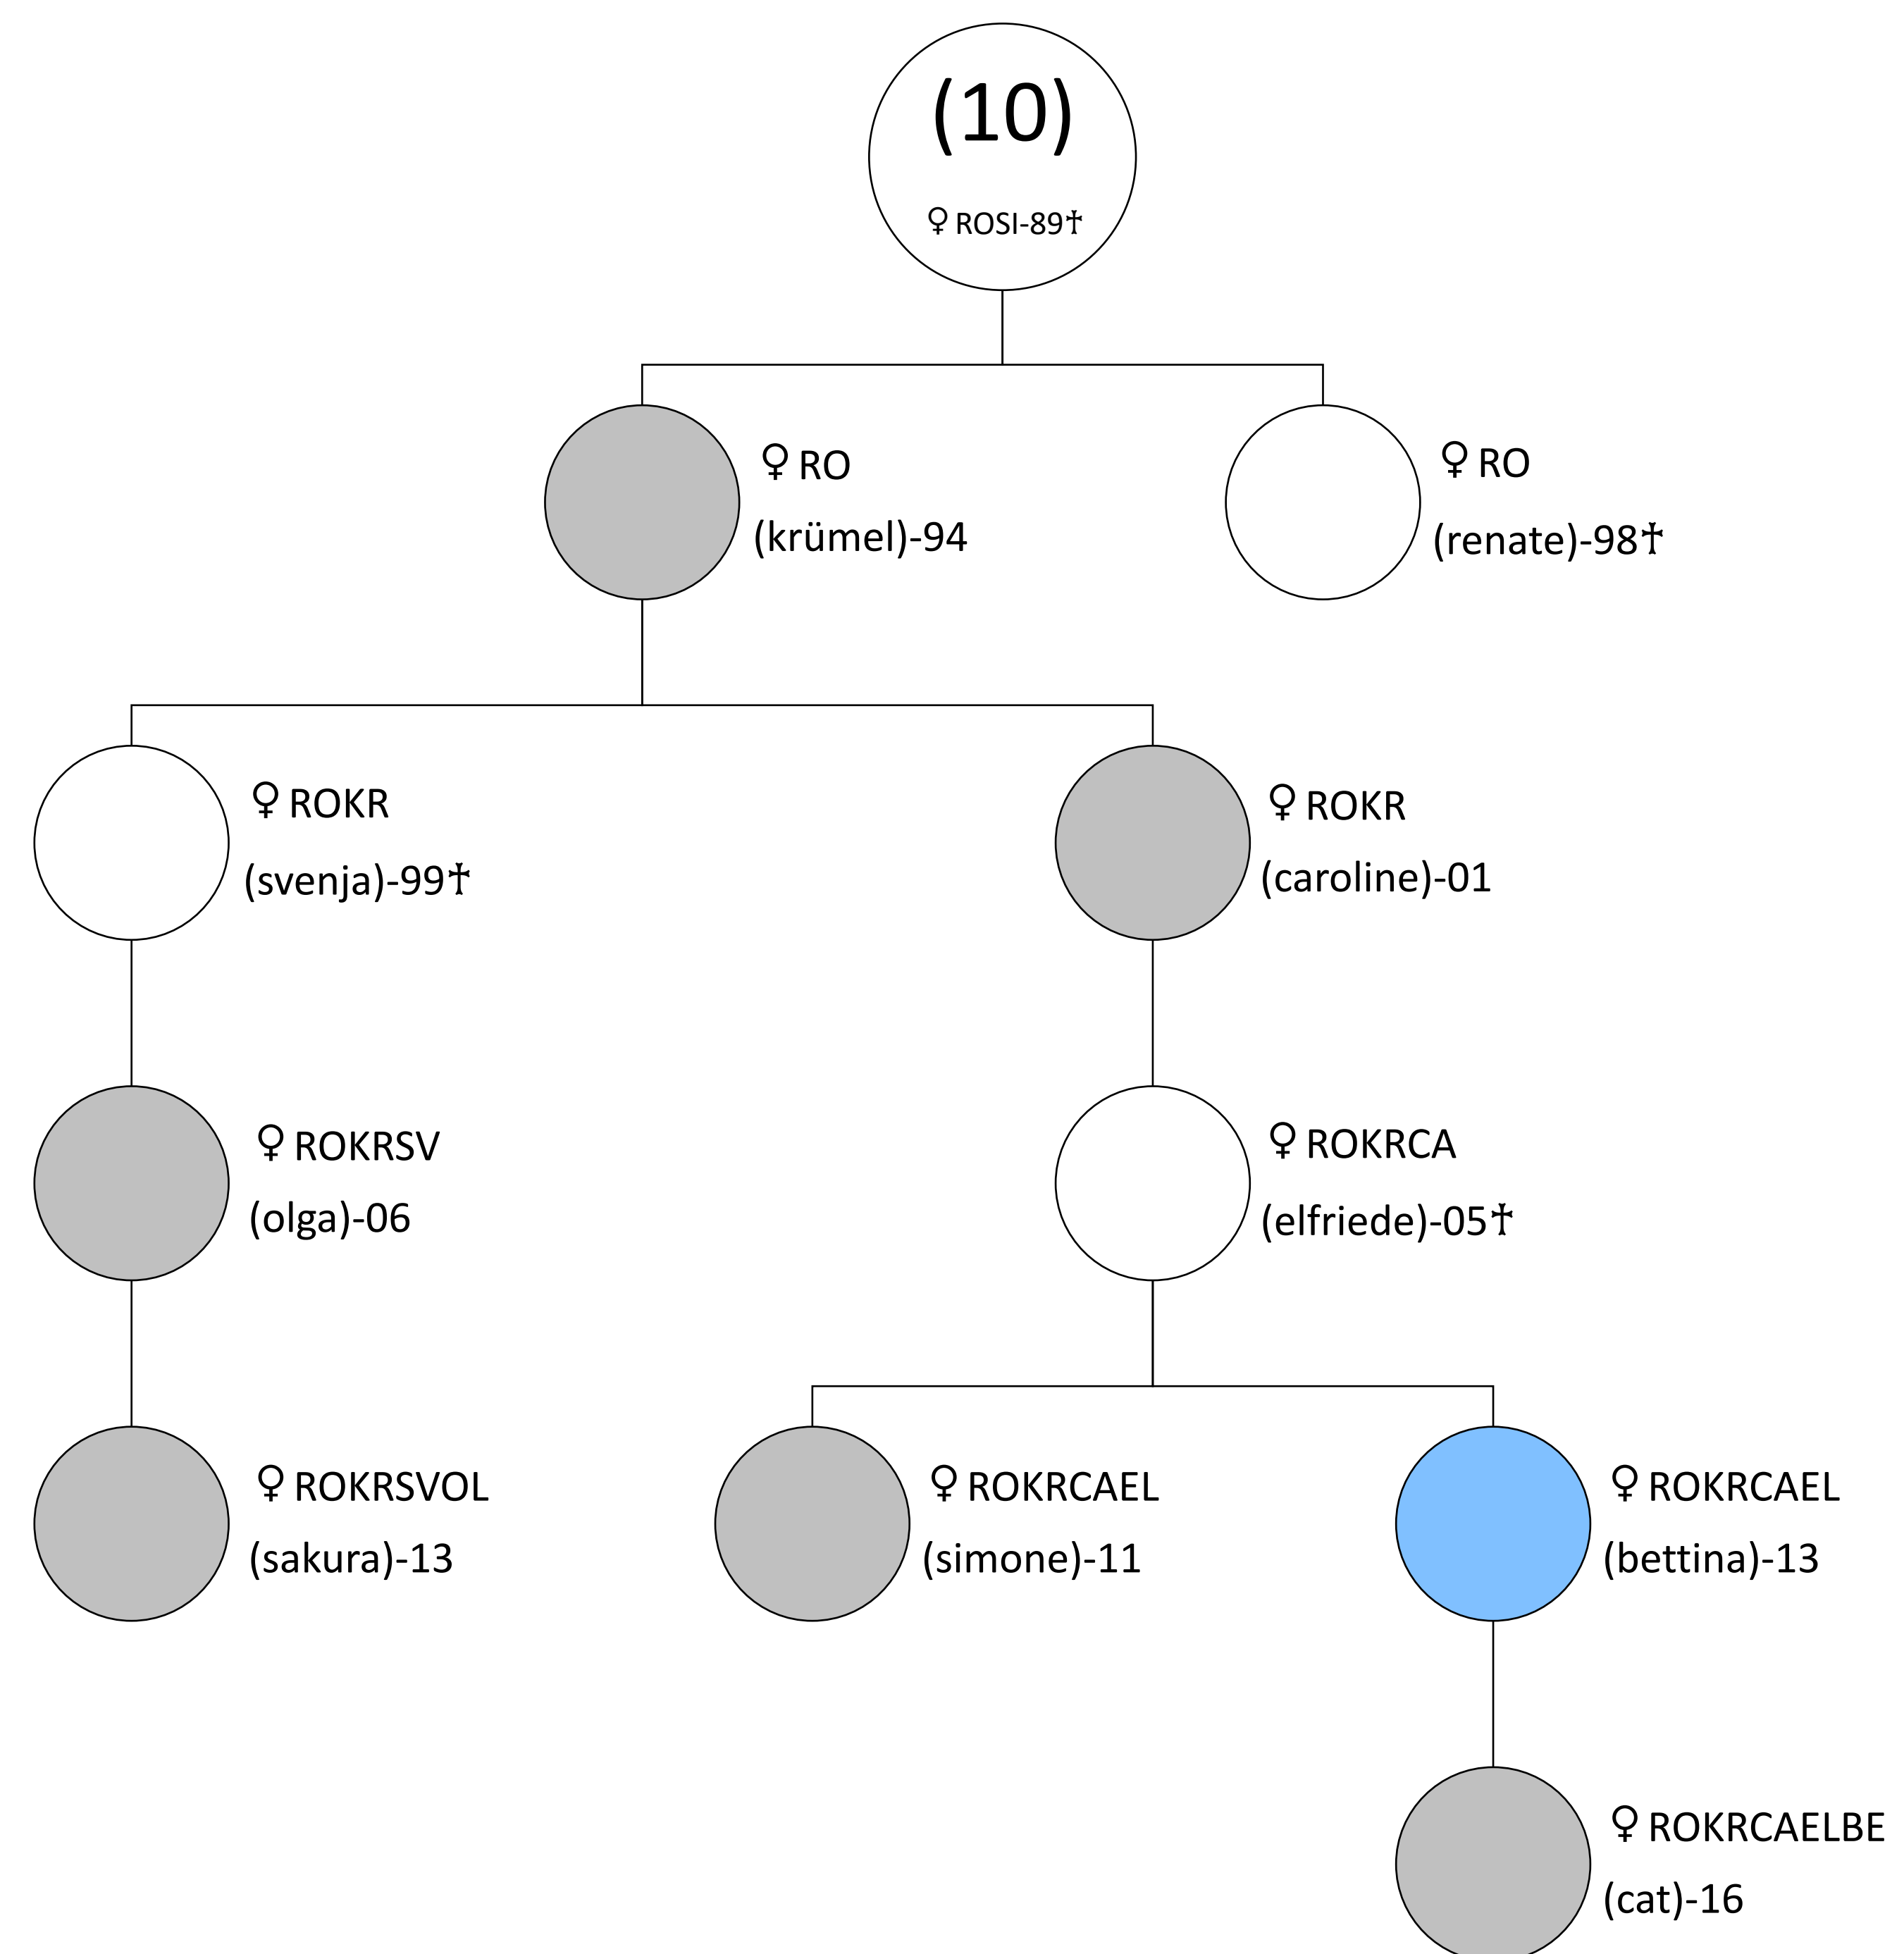 (10)
♀ ROSI-89✝
♀ RO
(krümel)-94
♀ RO
(renate)-98✝
♀ ROKR
(svenja)-99✝
♀ ROKR
(caroline)-01
♀ ROKRSV
(olga)-06
♀ ROKRCA
(elfriede)-05✝
♀ ROKRSVOL
(sakura)-13
♀ ROKRCAEL
(simone)-11
♀ ROKRCAEL
(bettina)-13
♀ ROKRCAELBE
(cat)-16